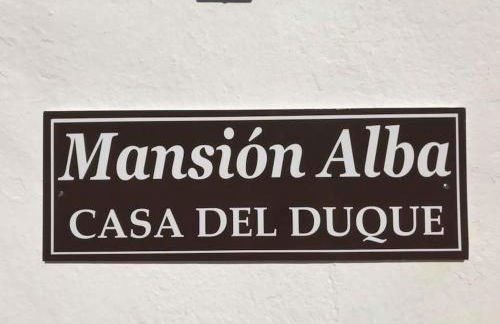 Mansión Alba
CASA DEL DUQUE